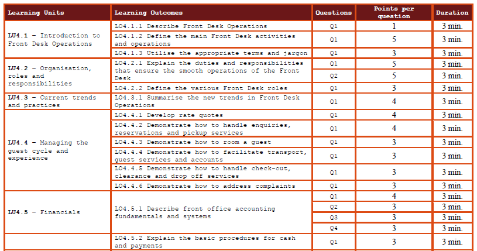 Learning Units Learning Outcomes Questions Points per question Duration
LU4.1 – Introduction to Front Desk Operations
LO4.1.1 Describe Front Desk Operations Q1 1 3 min.
LO4.1.2 Define the main Front Desk activities and operations Q1 5 3 min.
LO4.1.3 Utilise the appropriate terms and jargon Q1 3 3 min.
LU4.2 – Organisation, roles and responsibilities
LO4.2.1 Explain the duties and responsibilities that ensure the smooth operations of the Front Desk
Q1 5 3 min.
Q2 5 3 min.
LO4.2.2 Define the various Front Desk roles Q1 3 3 min.
LU4.3 – Current trends and practices
LO4.3.1 Summarise the new trends in Front Desk Operations Q1 4 3 min.
LU4.4 – Managing the guest cycle and experience
LO4.4.1 Develop rate quotes Q1 4 3 min.
LO4.4.2 Demonstrate how to handle enquiries, reservations and pickup services Q1 4 3 min.
LO4.4.3 Demonstrate how to room a guest Q1 3 3 min.
LO4.4.4 Demonstrate how to facilitate transport, guest services and accounts Q1 3 3 min.
LO4.4.5 Demonstrate how to handle check-out, clearance and drop off services Q1 3 3 min.
LO4.4.6 Demonstrate how to address complaints Q1 3 3 min.
LU4.5 – Financials
LO4.5.1 Describe front office accounting fundamentals and systems
Q1 4 3 min.
Q2 3 3 min.
Q3 3 3 min.
Q4 3 3 min.
LO4.5.2 Explain the basic procedures for cash and payments Q1 3 3 min.